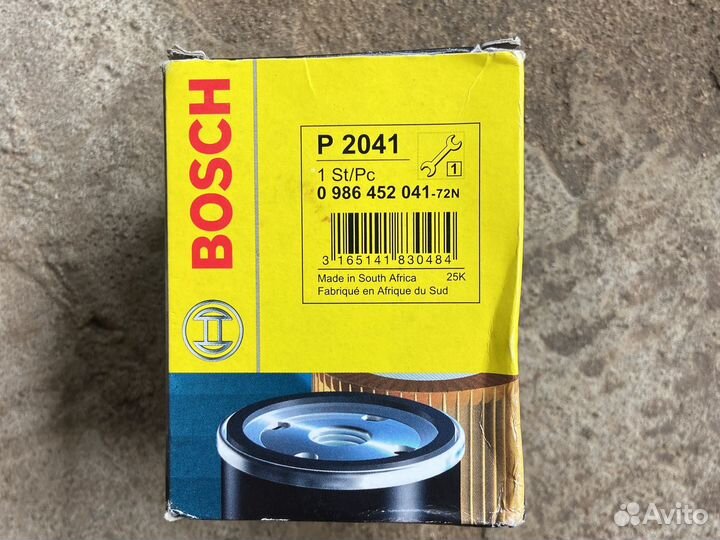 BOSCH
P 2041
1
1 St/Pc
0 986 452 041-72N
3 165141 830484
Made in South Africa 25K
Fabriqué en Afrique du Sud
Avito